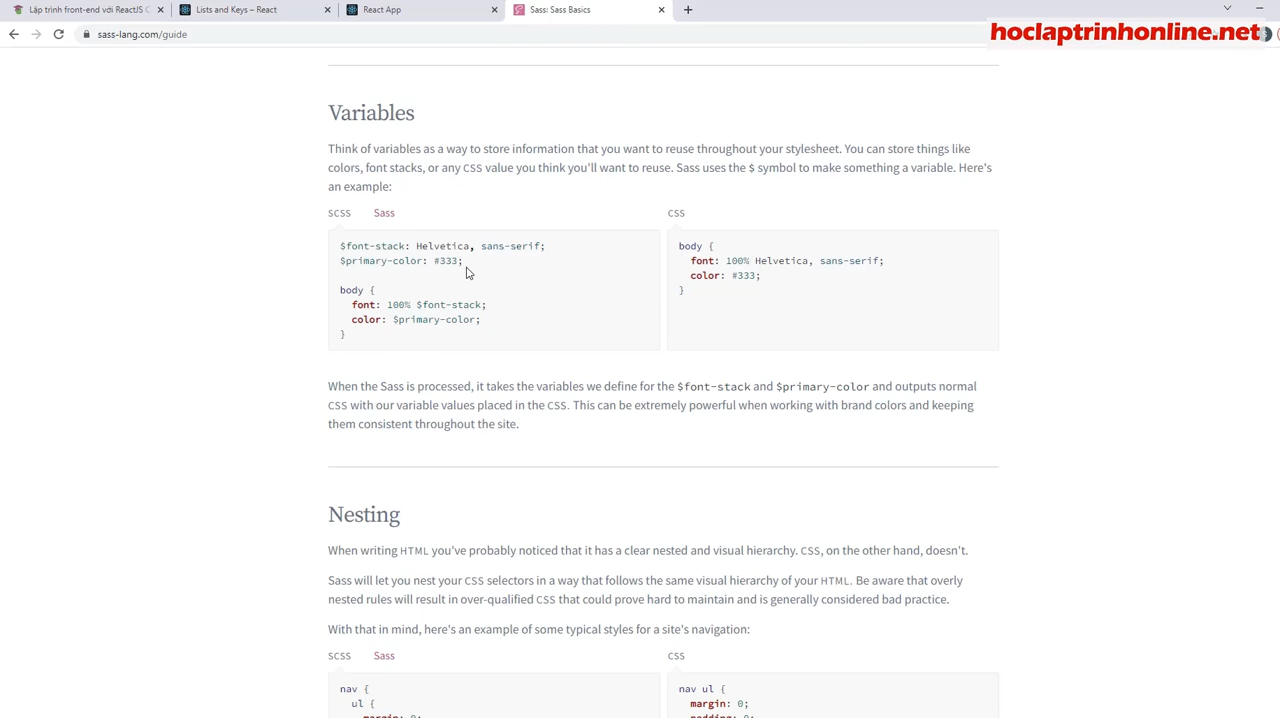 Lập trình front-end với ReactJS C
Lists and Keys – React
React App
Sass: Sass Basics
sass-lang.com/guide
hoclaptrinhonline.net
Variables
Think of variables as a way to store information that you want to reuse throughout your stylesheet. You can store things like
colors, font stacks, or any CSS value you think you'll want to reuse. Sass uses the $ symbol to make something a variable. Here's
an example:
SCSS Sass
$font-stack: Helvetica, sans-serif;
$primary-color: #333;
body {
font: 100% $font-stack;
color: $primary-color;
}
CSS
body {
font: 100% Helvetica, sans-serif;
color: #333;
}
When the Sass is processed, it takes the variables we define for the $font-stack and $primary-color and outputs normal
CSS with our variable values placed in the CSS. This can be extremely powerful when working with brand colors and keeping
them consistent throughout the site.
Nesting
When writing HTML you've probably noticed that it has a clear nested and visual hierarchy. CSS, on the other hand, doesn't.
Sass will let you nest your CSS selectors in a way that follows the same visual hierarchy of your HTML. Be aware that overly
nested rules will result in over-qualified CSS that could prove hard to maintain and is generally considered bad practice.
With that in mind, here's an example of some typical styles for a site's navigation:
SCSS Sass
nav {
ul {
margin: 0;
CSS
nav ul {
margin: 0;
padding: 0;